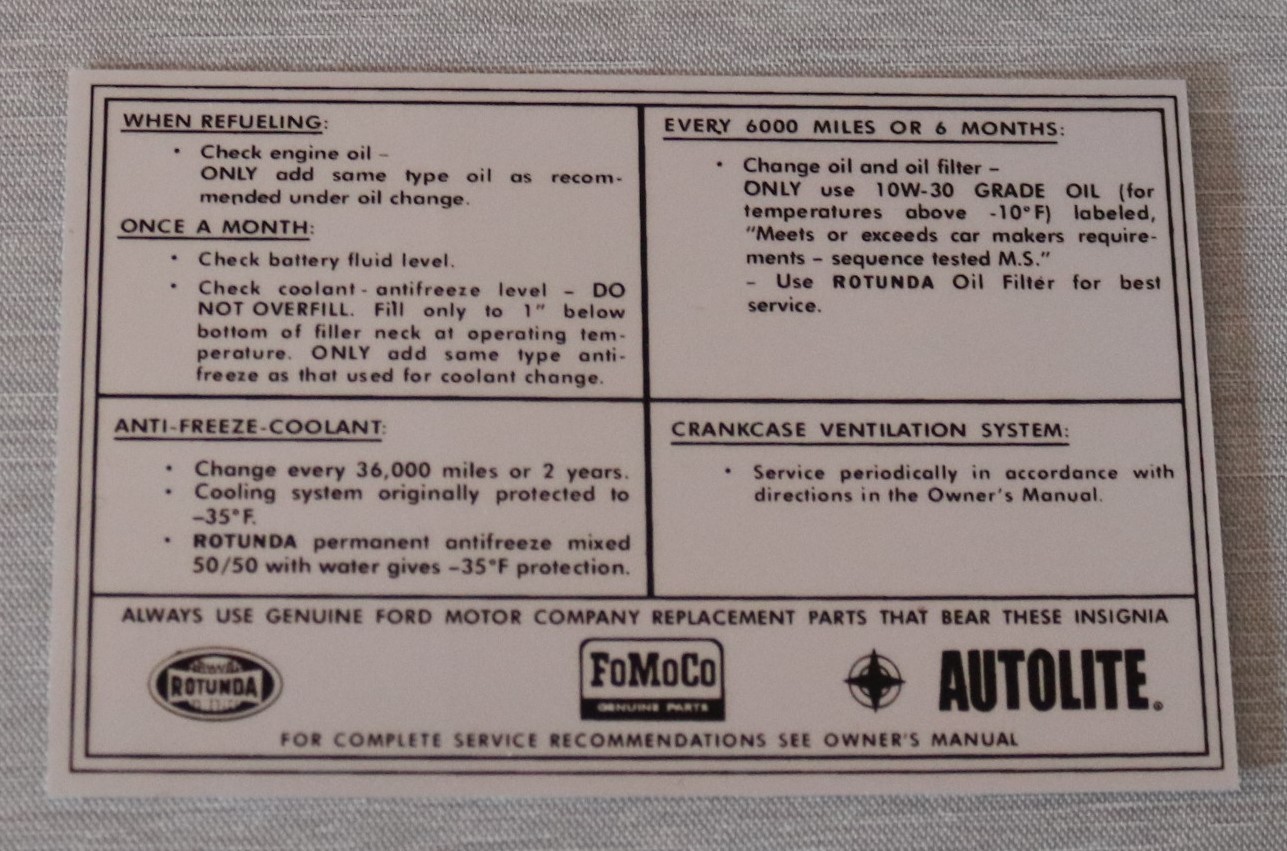 WHEN REFUELING:
• Check engine oil –
ONLY add same type oil as recom-
mended under oil change.
ONCE A MONTH:
• Check battery fluid level.
• Check coolant - antifreeze level – DO
NOT OVERFILL. Fill only to 1" below
bottom of filler neck at operating tem-
perature. ONLY add same type anti-
freeze as that used for coolant change.
EVERY 6000 MILES OR 6 MONTHS:
• Change oil and oil filter –
ONLY use 10W-30 GRADE OIL (for
temperatures above -10°F) labeled,
"Meets or exceeds car makers require-
ments – sequence tested M.S."
– Use ROTUNDA Oil Filter for best
service.
ANTI-FREEZE-COOLANT:
• Change every 36,000 miles or 2 years.
• Cooling system originally protected to
–35°F.
• ROTUNDA permanent antifreeze mixed
50/50 with water gives –35°F protection.
CRANKCASE VENTILATION SYSTEM:
• Service periodically in accordance with
directions in the Owner's Manual.
ALWAYS USE GENUINE FORD MOTOR COMPANY REPLACEMENT PARTS THAT BEAR THESE INSIGNIA
ROTUNDA
FoMoCo
GENUINE PARTS
AUTOLITE®
FOR COMPLETE SERVICE RECOMMENDATIONS SEE OWNER'S MANUAL